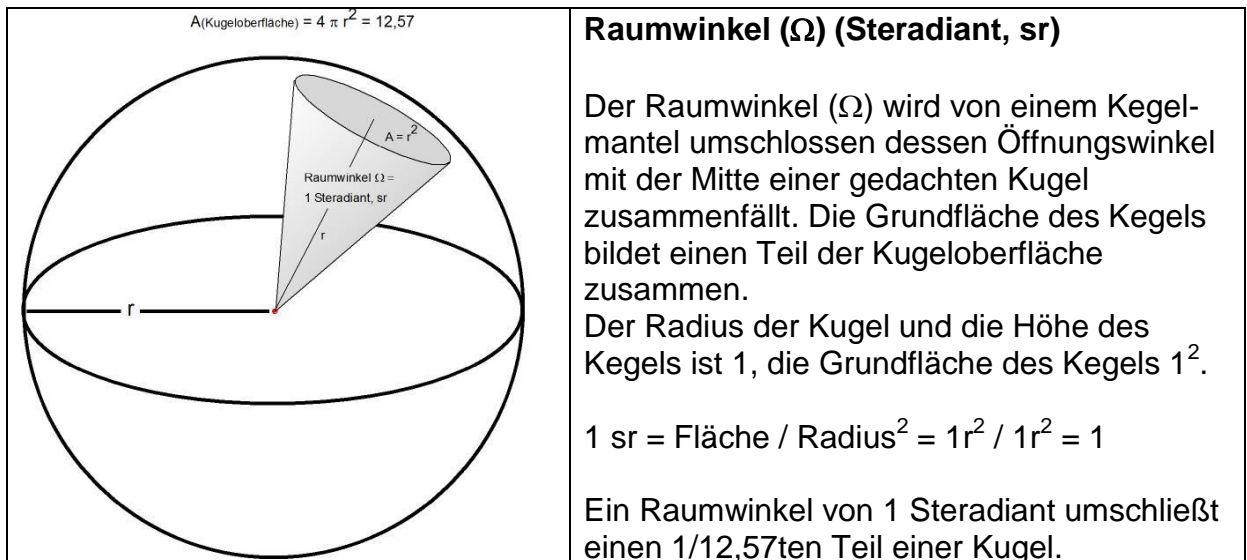 A(Kugeloberfläche) = 4 π r² = 12,57
A = r²
Raumwinkel Ω =
1 Steradiant, sr
r
r
Raumwinkel (Ω) (Steradiant, sr)
Der Raumwinkel (Ω) wird von einem Kegel-
mantel umschlossen dessen Öffnungswinkel
mit der Mitte einer gedachten Kugel
zusammenfällt. Die Grundfläche des Kegels
bildet einen Teil der Kugeloberfläche
zusammen.
Der Radius der Kugel und die Höhe des
Kegels ist 1, die Grundfläche des Kegels 1².
1 sr = Fläche / Radius² = 1r² / 1r² = 1
Ein Raumwinkel von 1 Steradiant umschließt
einen 1/12,57ten Teil einer Kugel.